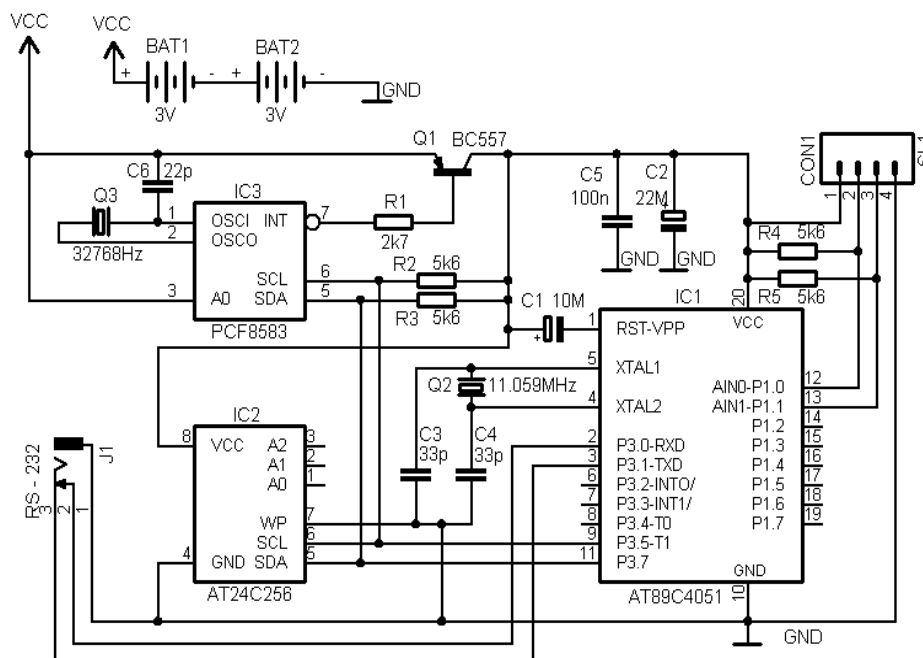 VCC
VCC
BAT1
BAT2
+ - + -
3V
3V
GND
Q1
BC557
C6
22p
Q3
32768Hz
IC3
1
2
3
OSCI
OSCO
A0
INT
SCL
SDA
7
6
5
PCF8583
R1
2k7
R2
5k6
R3
5k6
C5
100n
GND
C2
22M
GND
CON1
1
2
3
4
R4
5k6
R5
5k6
C1
10M
+
IC1
20
VCC
1
RST-VPP
5
XTAL1
4
XTAL2
2
P3.0-RXD
3
P3.1-TXD
6
P3.2-INTO/
7
P3.3-INT1/
8
P3.4-T0
9
P3.5-T1
11
P3.7
AIN0-P1.0
12
AIN1-P1.1
13
P1.2
14
P1.3
15
P1.4
16
P1.5
17
P1.6
18
P1.7
19
GND
10
AT89C4051
GND
Q2
11.059MHz
C3
33p
C4
33p
IC2
8
VCC
A2
3
A1
2
A0
1
WP
7
SCL
6
4
GND
SDA
5
AT24C256
RS - 232
J1
3
2
1